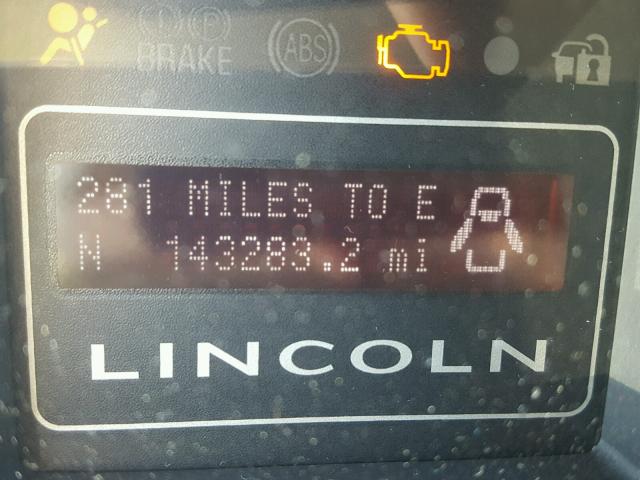 (!) (P)
BRAKE
(ABS)
281 MILES TO E
N 143283.2 mi
LINCOLN